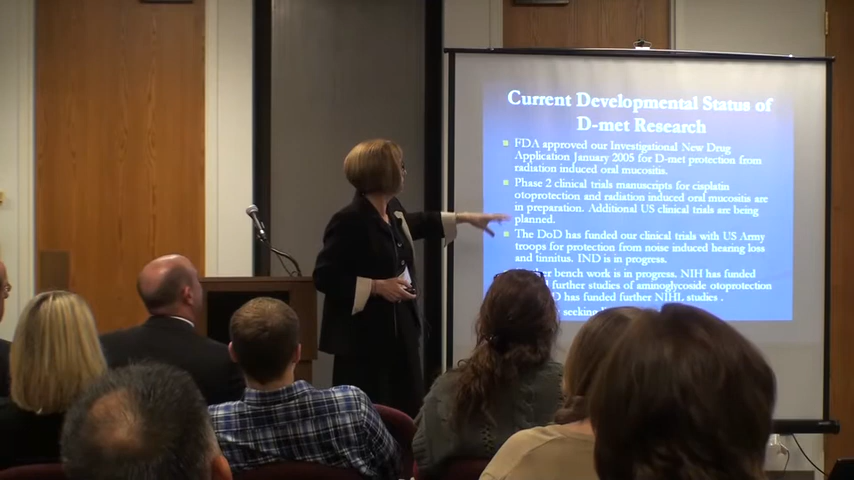 Current Developmental Status of
D-met Research
FDA approved our Investigational New Drug
Application January 2005 for D-met protection from
radiation induced oral mucositis.
Phase 2 clinical trials manuscripts for cisplatin
otoprotection and radiation induced oral mucositis are
in preparation. Additional US clinical trials are being
planned.
The DoD has funded our clinical trials with US Army
troops for protection from noise induced hearing loss
and tinnitus. IND is in progress.
her bench work is in progress. NIH has funded
further studies of aminoglycoside otoprotection
D has funded further NIHL studies .
seeking